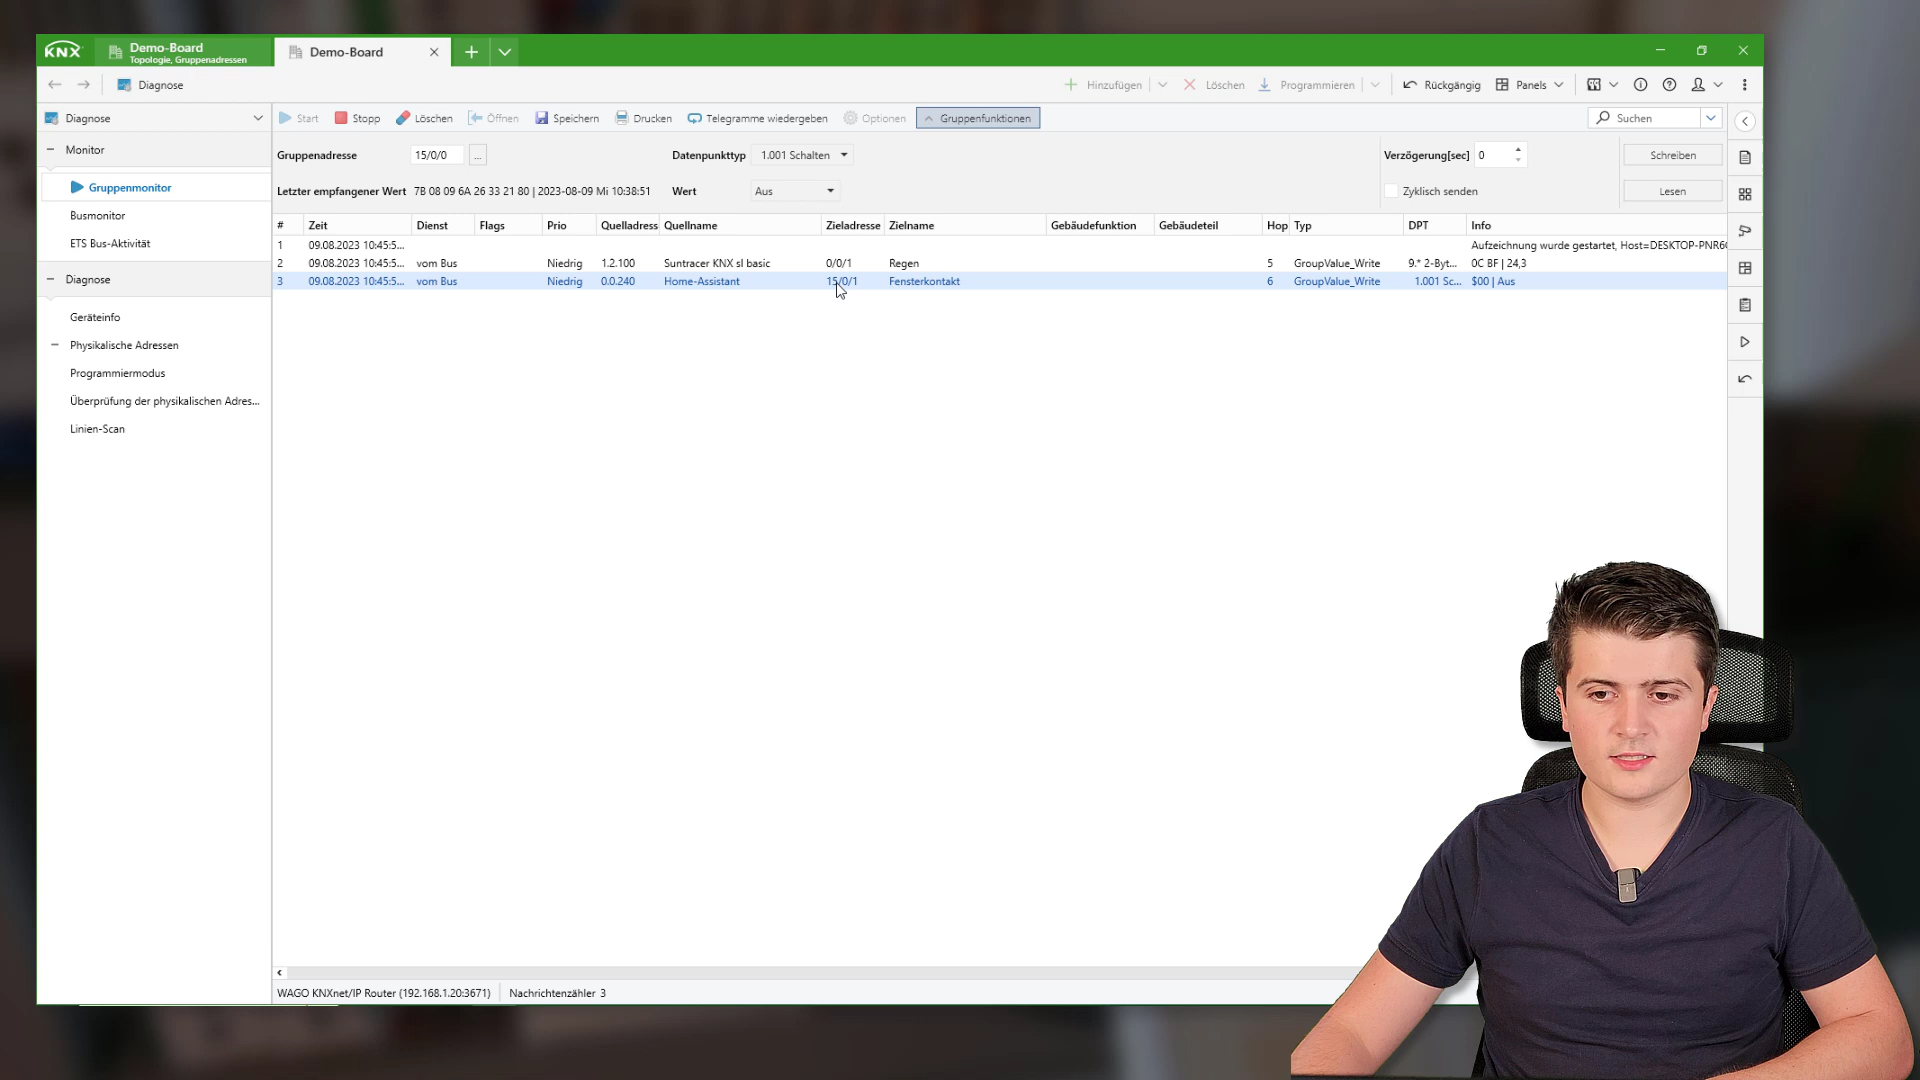 KNX
Demo-Board
Topologie, Gruppenadressen
Demo-Board
Diagnose
Hinzufügen
Löschen
Programmieren
Rückgängig
Panels
Diagnose
Start
Stopp
Löschen
Öffnen
Speichern
Drucken
Telegramme wiedergeben
Optionen
Gruppenfunktionen
Suchen
Monitor
Gruppenmonitor
Busmonitor
ETS Bus-Aktivität
Diagnose
Geräteinfo
Physikalische Adressen
Programmiermodus
Überprüfung der physikalischen Adres...
Linien-Scan
Gruppenadresse 15/0/0 ... Datenpunkttyp 1.001 Schalten Verzögerung[sec] 0 Schreiben
Letzter empfangener Wert 7B 08 09 6A 26 33 21 80 | 2023-08-09 Mi 10:38:51 Wert Aus Zyklisch senden Lesen
# Zeit Dienst Flags Prio Quelladress Quellname Zieladresse Zielname Gebäudefunktion Gebäudeteil Hop Typ DPT Info
1 09.08.2023 10:45:5... Aufzeichnung wurde gestartet, Host=DESKTOP-PNR6
2 09.08.2023 10:45:5... vom Bus Niedrig 1.2.100 Suntracer KNX sl basic 0/0/1 Regen 5 GroupValue_Write 9.* 2-Byt... 0C BF | 24,3
3 09.08.2023 10:45:5... vom Bus Niedrig 0.0.240 Home-Assistant 15/0/1 Fensterkontakt 6 GroupValue_Write 1.001 Sc... $00 | Aus
WAGO KNXnet/IP Router (192.168.1.20:3671) Nachrichtenzähler 3